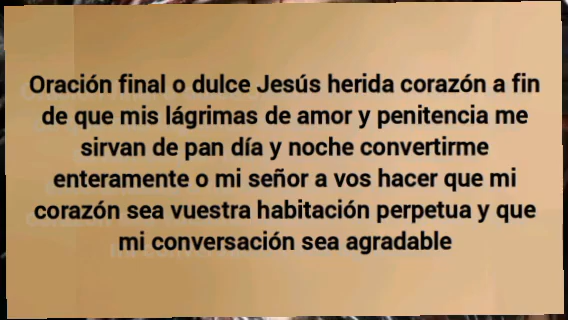 Oración final o dulce Jesús herida corazón a fin
de que mis lágrimas de amor y penitencia me
sirvan de pan día y noche convertirme
enteramente o mi señor a vos hacer que mi
corazón sea vuestra habitación perpetua y que
mi conversación sea agradable